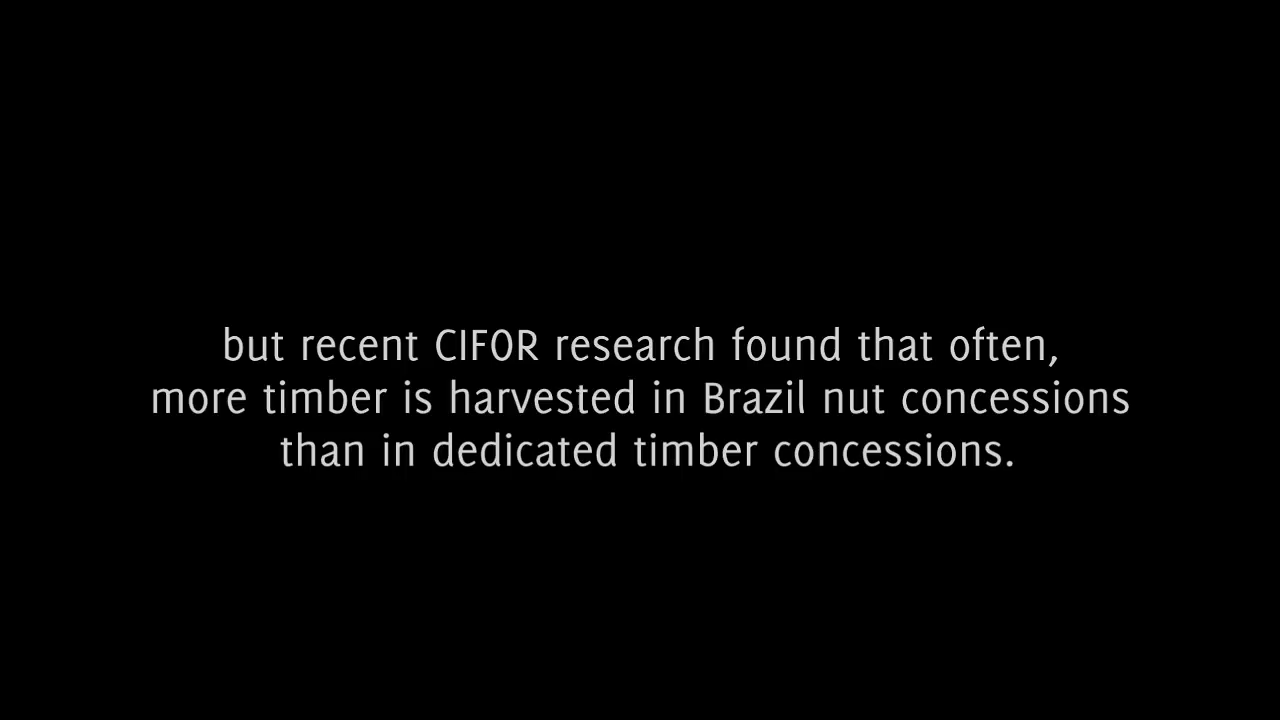 but recent CIFOR research found that often,
more timber is harvested in Brazil nut concessions
than in dedicated timber concessions.